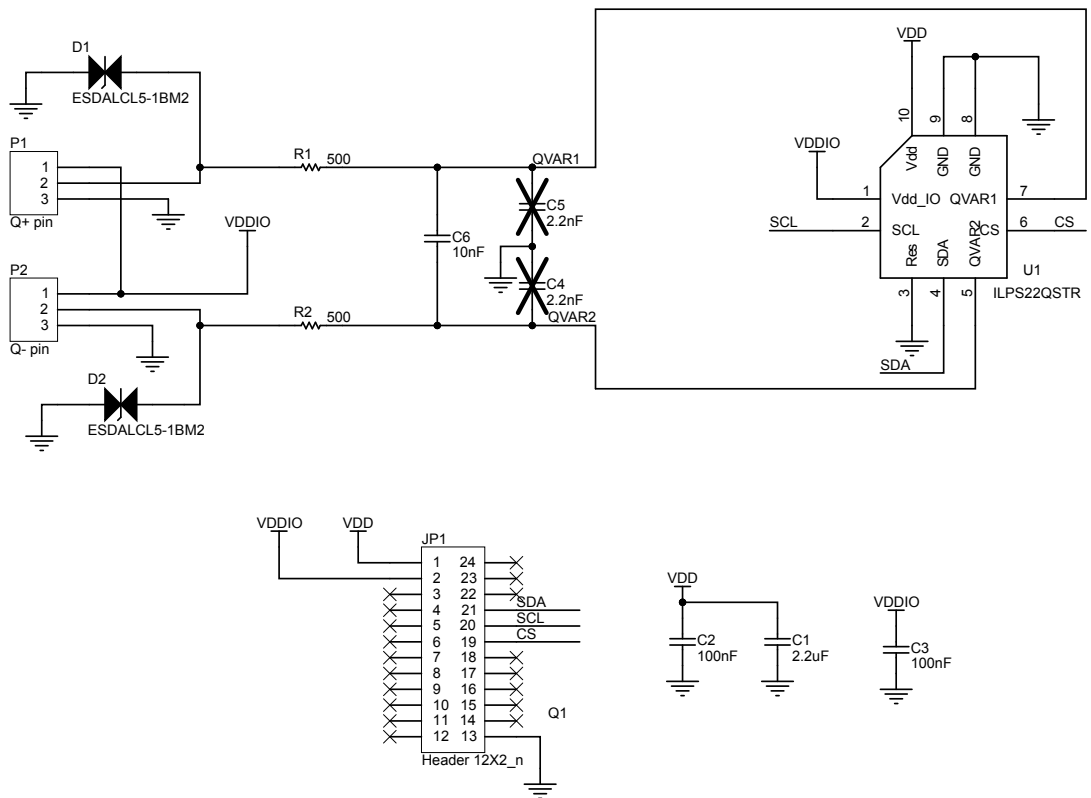 D1
ESDALCL5-1BM2
P1
1
2
3
Q+ pin
VDDIO
P2
1
2
3
Q- pin
D2
ESDALCL5-1BM2
R1 500
R2 500
C6
10nF
QVAR1
C5
2.2nF
C4
2.2nF
QVAR2
VDD
10
9
8
Vdd
GND
GND
VDDIO
1
Vdd_IO
QVAR1
7
SCL
2
SCL
CS
6
CS
Res
SDA
QVAR2
3
4
5
U1
ILPS22QSTR
SDA
VDDIO
VDD
JP1
1 24
2 23
3 22
4 21 SDA
5 20 SCL
6 19 CS
7 18
8 17
9 16
10 15
11 14
12 13
Q1
Header 12X2_n
VDD
C2
100nF
C1
2.2uF
VDDIO
C3
100nF